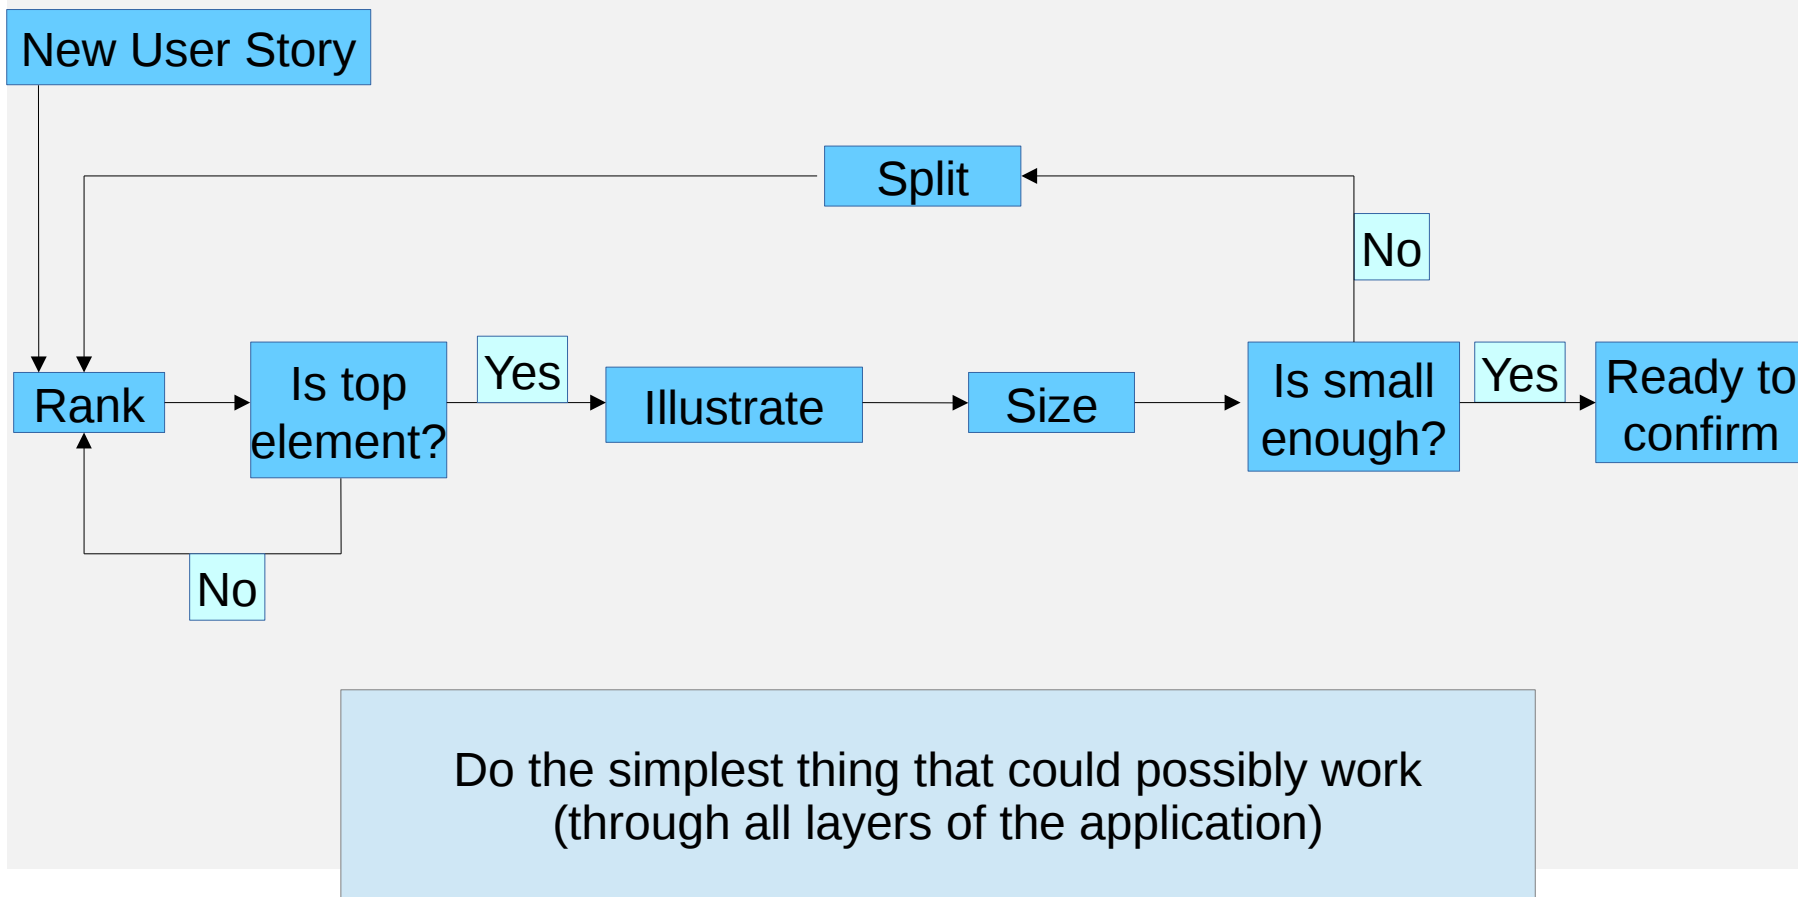 New User Story
Split
No
Rank
Is top
element?
Yes
Illustrate
Size
Is small
enough?
Yes
Ready to
confirm
No
Do the simplest thing that could possibly work
(through all layers of the application)